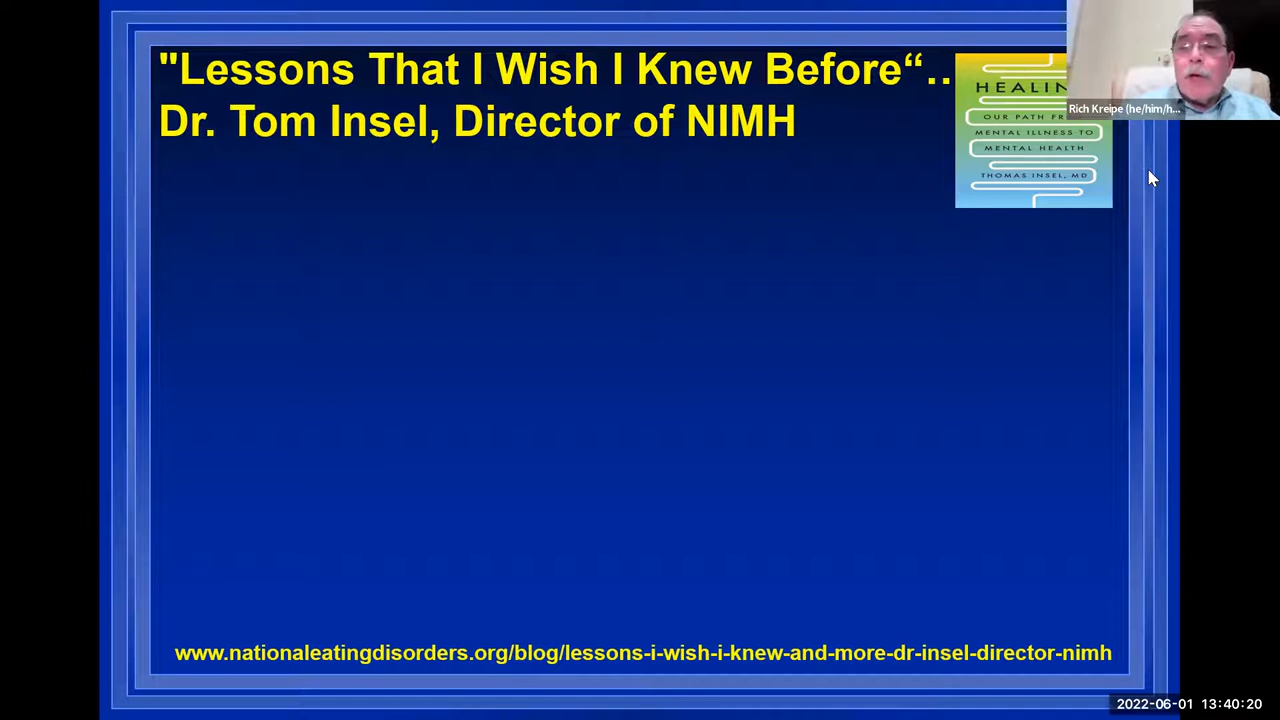 "Lessons That I Wish I Knew Before“..
Dr. Tom Insel, Director of NIMH
HEALIN
OUR PATH FR
MENTAL ILLNESS TO
MENTAL HEALTH
THOMAS INSEL, MD
Rich Kreipe (he/him/h...
www.nationaleatingdisorders.org/blog/lessons-i-wish-i-knew-and-more-dr-insel-director-nimh
2022-06-01 13:40:20